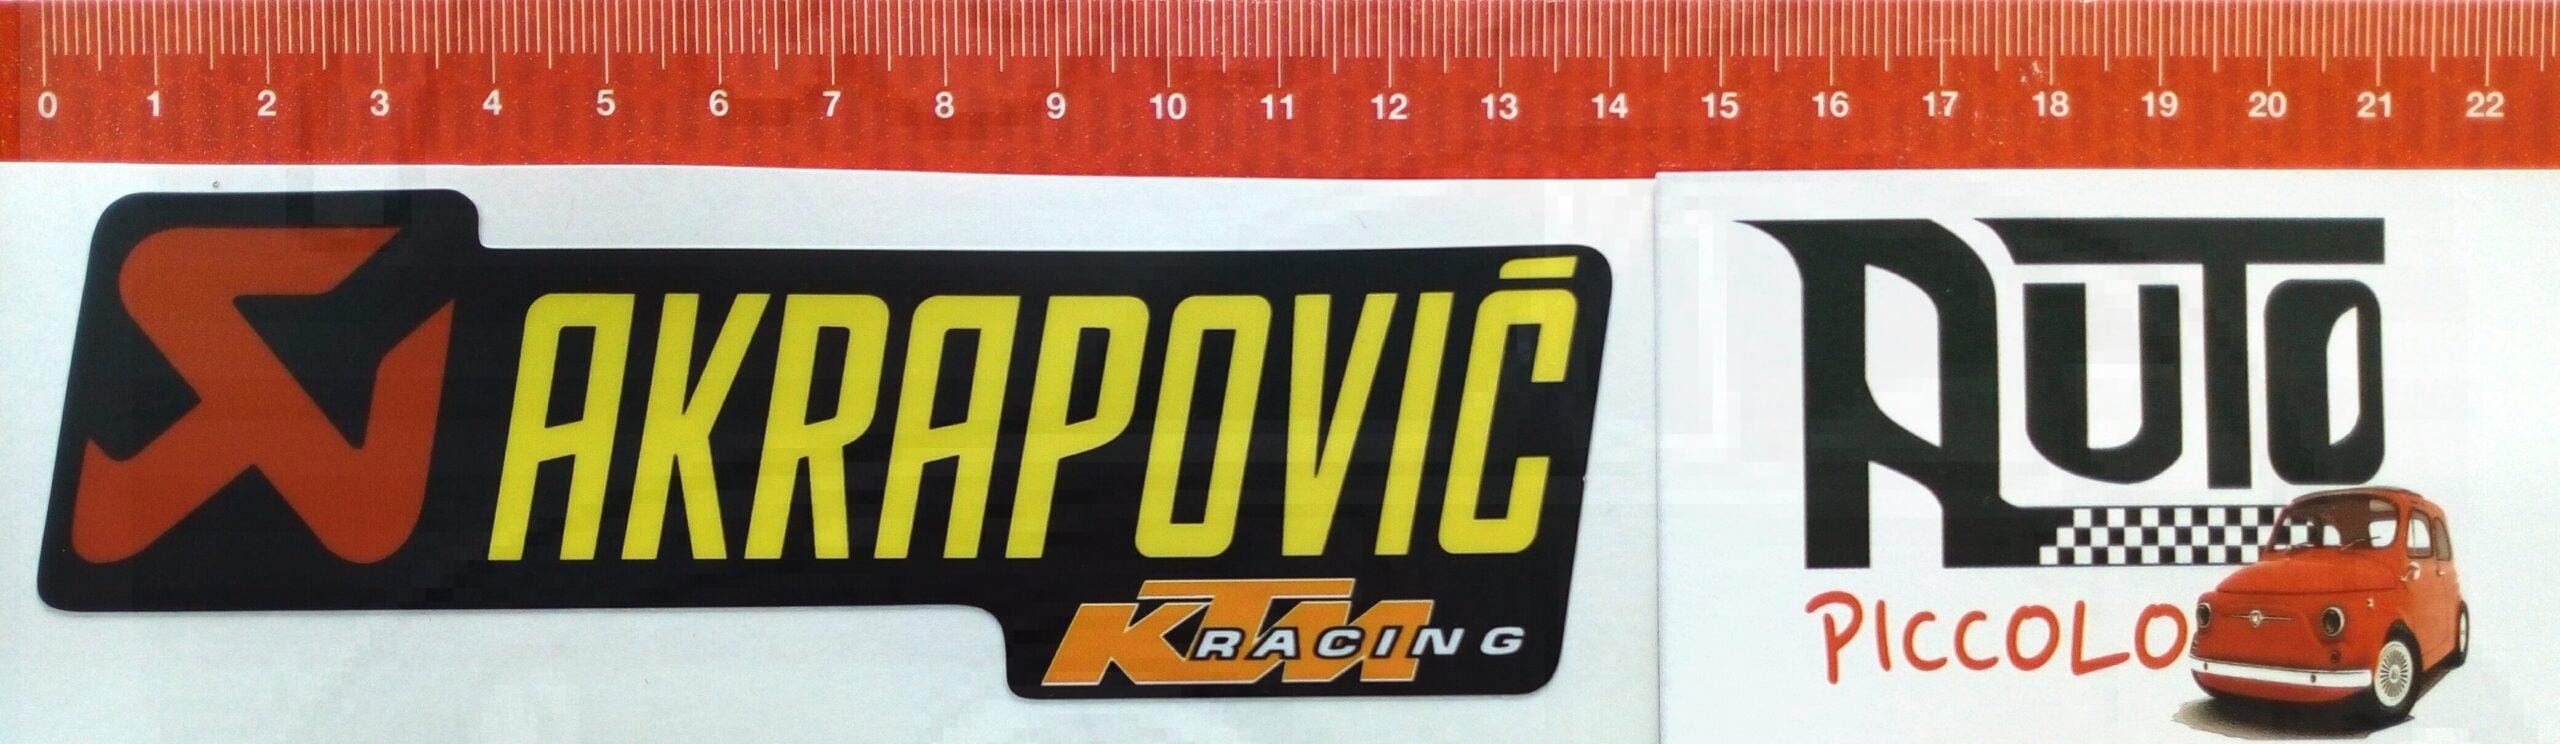 0 1 2 3 4 5 6 7 8 9 10 11 12 13 14 15 16 17 18 19 20 21 22
AKRAPOVIČ
KTM RACING
AUTO
PICCOLO